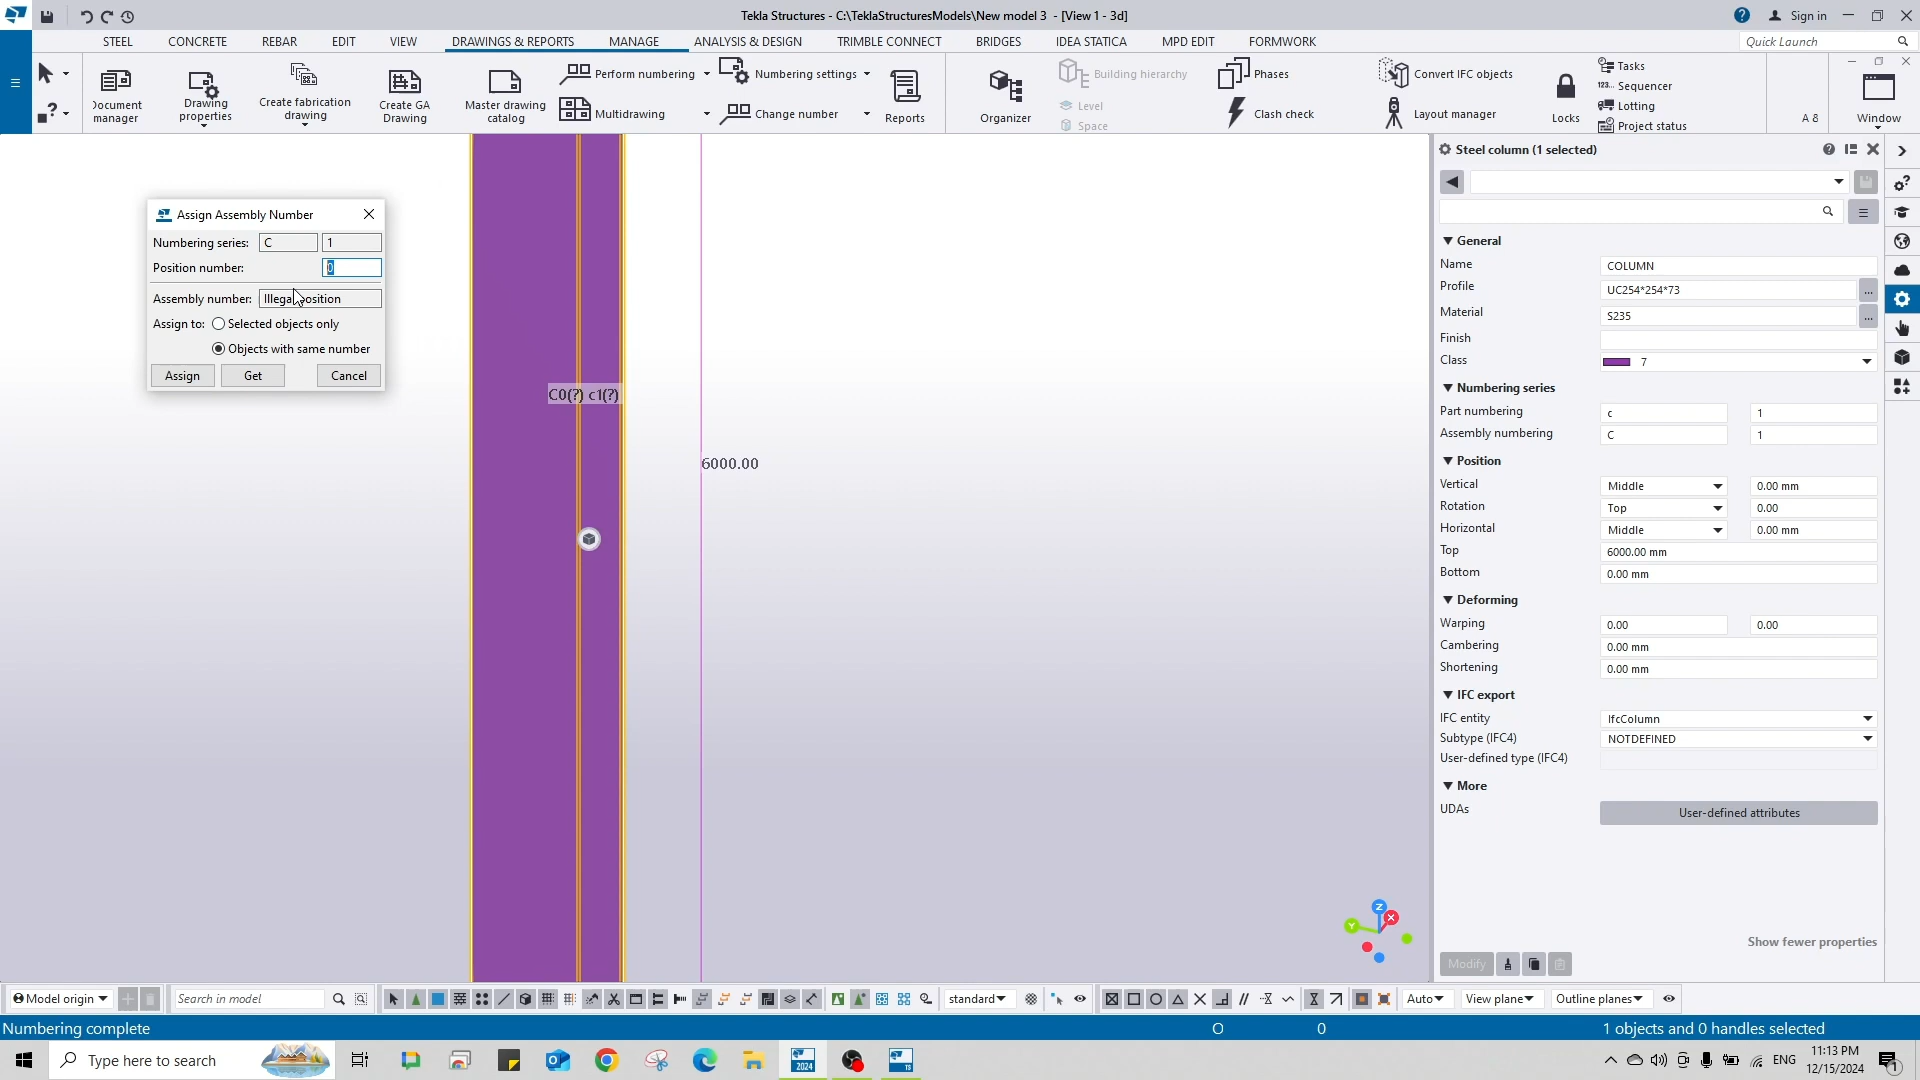 Tekla Structures - C:\TeklaStructuresModels\New model 3 - [View 1 - 3d]
Sign in
STEEL CONCRETE REBAR EDIT VIEW DRAWINGS & REPORTS MANAGE ANALYSIS & DESIGN TRIMBLE CONNECT BRIDGES IDEA STATICA MPD EDIT FORMWORK
Quick Launch
Document manager
Drawing properties
Create fabrication drawing
Create GA Drawing
Master drawing catalog
Perform numbering
Multidrawing
Numbering settings
Change number
Reports
Organizer
Building hierarchy
Level
Space
Phases
Clash check
Convert IFC objects
Layout manager
Locks
Tasks
Sequencer
Lotting
Project status
A 8
Window
Assign Assembly Number
Numbering series: C 1
Position number: 0
Assembly number: Illegal position
Assign to: Selected objects only
Objects with same number
Assign Get Cancel
C0(?) c1(?)
6000.00
Steel column (1 selected)
General
Name COLUMN
Profile UC254*254*73 ...
Material S235 ...
Finish
Class 7
Numbering series
Part numbering c 1
Assembly numbering C 1
Position
Vertical Middle 0.00 mm
Rotation Top 0.00
Horizontal Middle 0.00 mm
Top 6000.00 mm
Bottom 0.00 mm
Deforming
Warping 0.00 0.00
Cambering 0.00 mm
Shortening 0.00 mm
IFC export
IFC entity IfcColumn
Subtype (IFC4) NOTDEFINED
User-defined type (IFC4)
More
UDAs User-defined attributes
Show fewer properties
Modify
Z
X
Y
Model origin
Search in model
standard
Auto
View plane
Outline planes
Numbering complete
O
0
1 objects and 0 handles selected
Type here to search
2024
TS
ENG
11:13 PM
12/15/2024
1